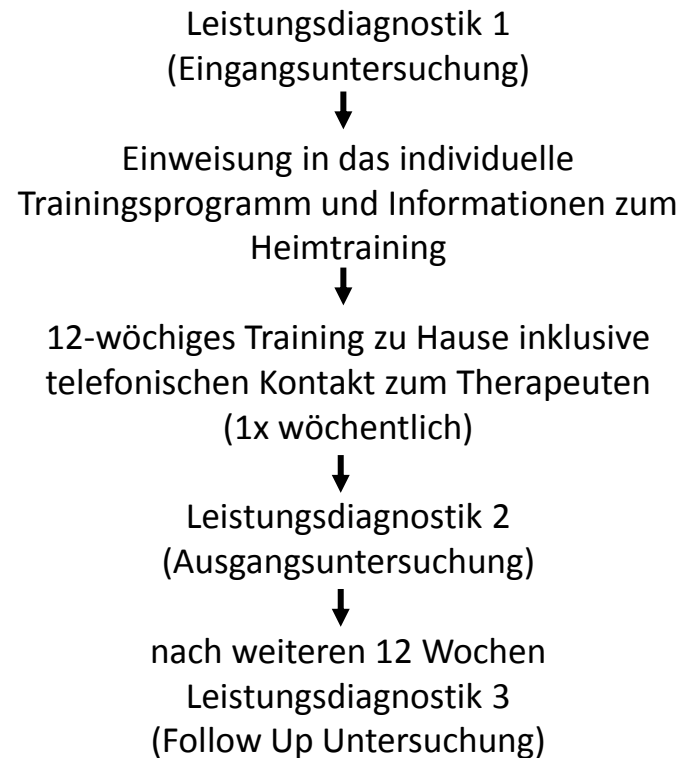 Leistungsdiagnostik 1
(Eingangsuntersuchung)
Einweisung in das individuelle
Trainingsprogramm und Informationen zum
Heimtraining
12-wöchiges Training zu Hause inklusive
telefonischen Kontakt zum Therapeuten
(1x wöchentlich)
Leistungsdiagnostik 2
(Ausgangsuntersuchung)
nach weiteren 12 Wochen
Leistungsdiagnostik 3
(Follow Up Untersuchung)